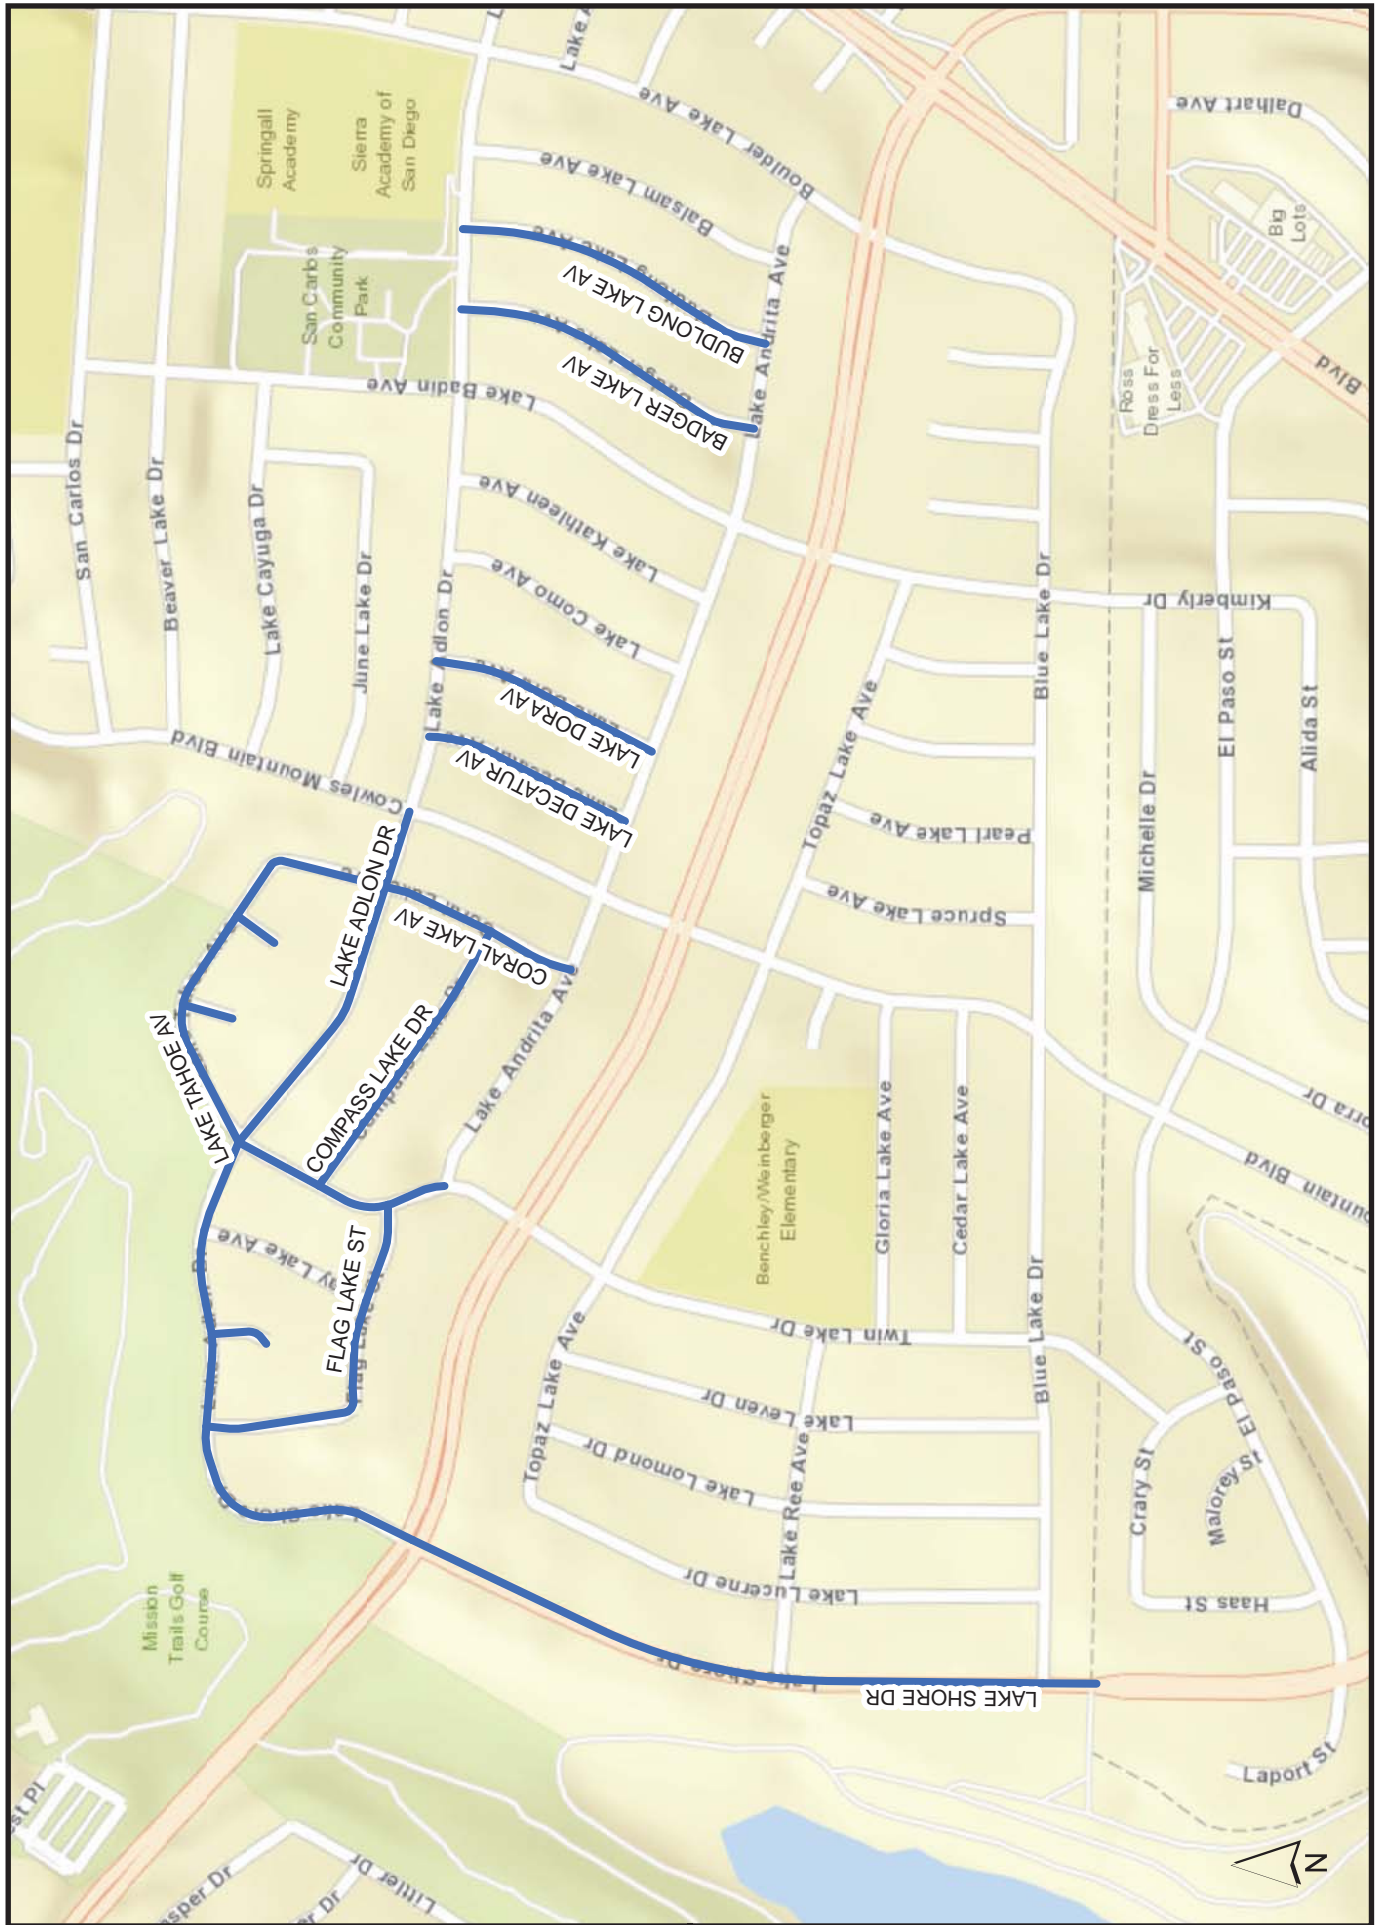 Springall
Academy
Sierra
Academy of
San Diego
San Carlos
Community
Park
Boulder Lake Ave
Balsam Lake Ave
BUDLONG LAKE AV
BADGER LAKE AV
Lake Andrita Ave
Dalhart Ave
Big
Lots
Ross
Dress For
Less
Blvd
Lake Badin Ave
San Carlos Dr
Beaver Lake Dr
Lake Cayuga Dr
June Lake Dr
Lake Kathleen Ave
Lake Como Ave
Lake Adlon Dr
LAKE DORA AV
LAKE DECATUR AV
Cowles Mountain Blvd
Blue Lake Dr
Kimberly Dr
El Paso St
Alida St
Michelle Dr
Topaz Lake Ave
Pearl Lake Ave
Spruce Lake Ave
LAKE ADLON DR
CORAL LAKE AV
COMPASS LAKE DR
LAKE TAHOE AV
Lake Andrita Ave
FLAG LAKE ST
Benchley/Weinberger
Elementary
Gloria Lake Ave
Cedar Lake Ave
Blvd
Twin Lake Dr
Blue Lake Dr
Topaz Lake Ave
Lake Leven Dr
Lake Lomond Dr
Lake Ree Ave
Lake Lucerne Dr
El Paso St
El Paso St
Crary St
Malorey St
Haas St
Mission
Trails Golf
Course
Lake Shore Dr
LAKE SHORE DR
Laport St
Littler Dr
N